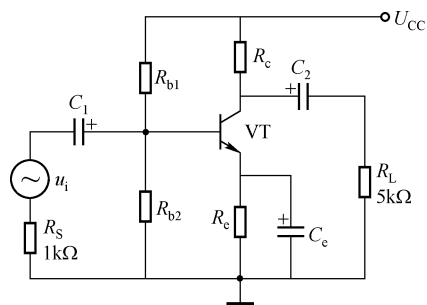 U_CC
R_c
C_2
R_b1
C_1
VT
R_L
5kΩ
u_i
R_b2
R_e
C_e
R_S
1kΩ
+
+
+